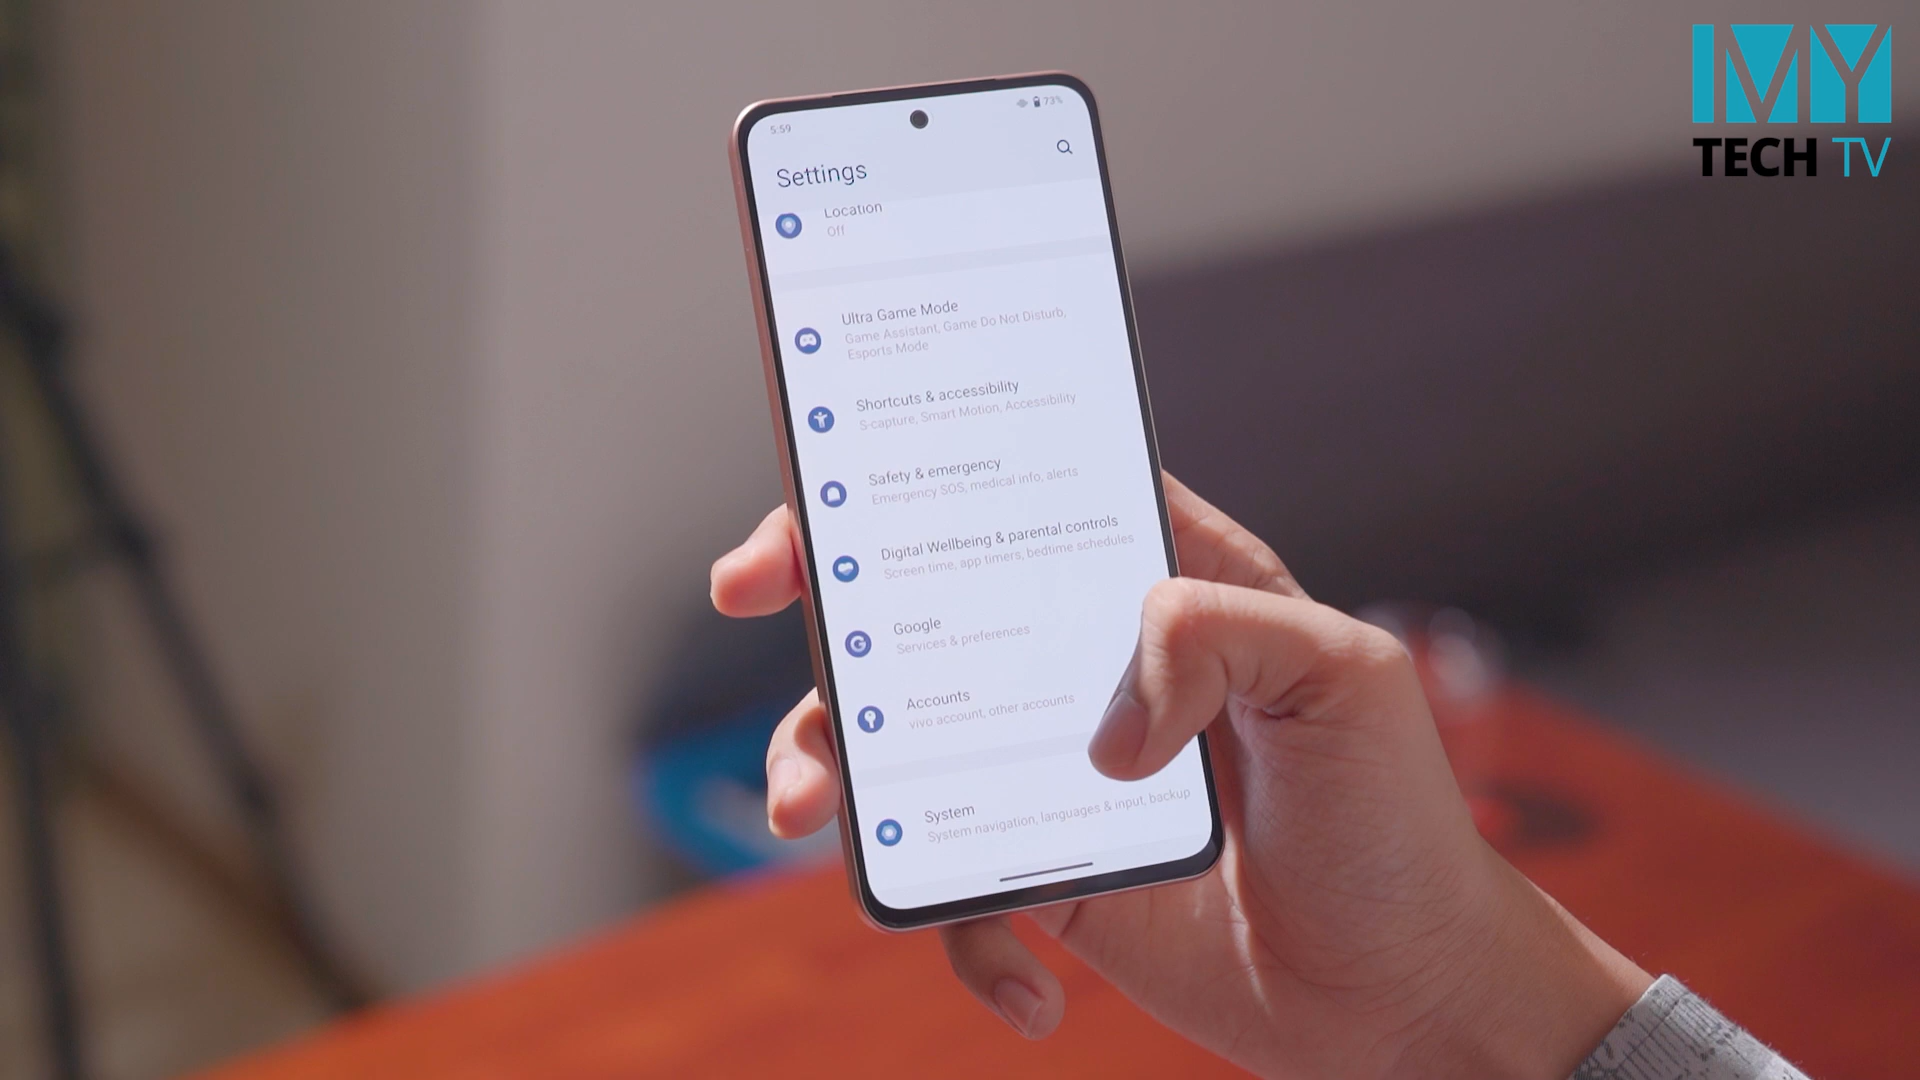 MY
TECH TV
5:59
73%
Settings
Location
Off
Ultra Game Mode
Game Assistant, Game Do Not Disturb,
Esports Mode
Shortcuts & accessibility
S-capture, Smart Motion, Accessibility
Safety & emergency
Emergency SOS, medical info, alerts
Digital Wellbeing & parental controls
Screen time, app timers, bedtime schedules
Google
Services & preferences
Accounts
vivo account, other accounts
System
System navigation, languages & input, backup